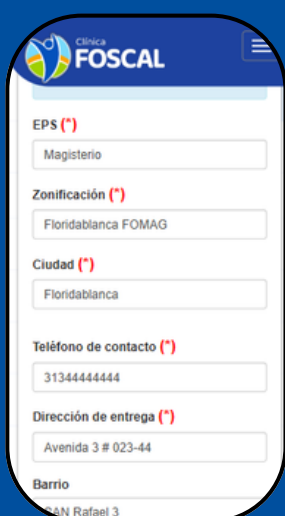 Clínica
FOSCAL
EPS (*)
Magisterio
Zonificación (*)
Floridablanca FOMAG
Ciudad (*)
Floridablanca
Teléfono de contacto (*)
31344444444
Dirección de entrega (*)
Avenida 3 # 023-44
Barrio
SAN Rafael 3